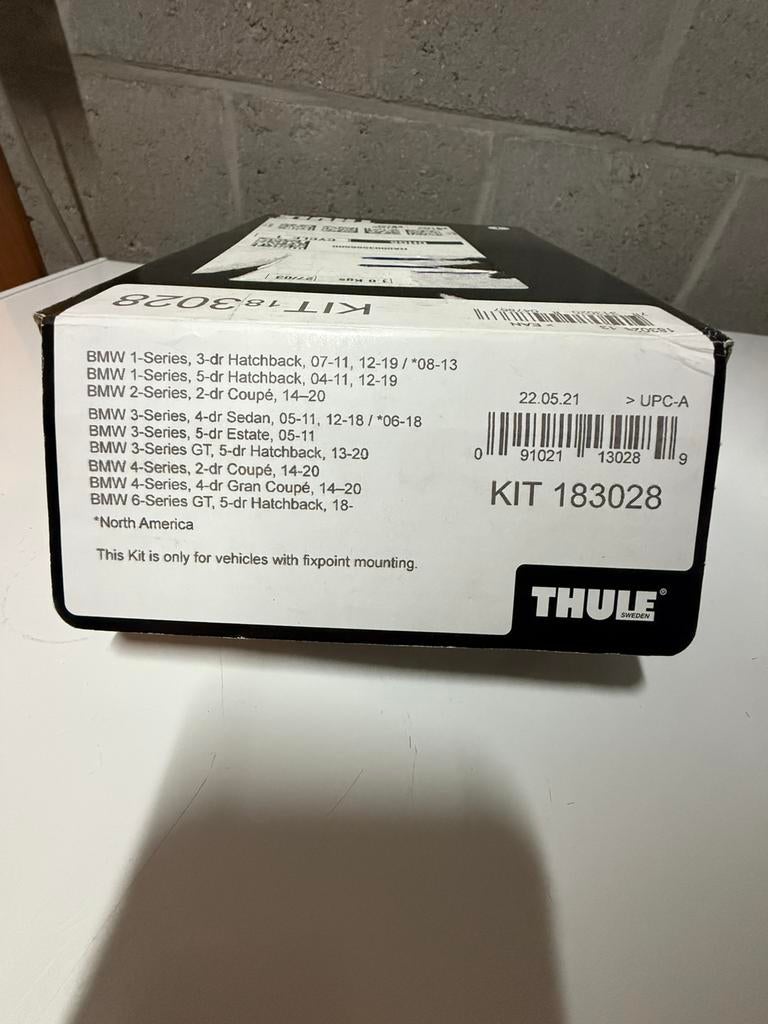 KIT 183028
> EAN
BMW 1-Series, 3-dr Hatchback, 07-11, 12-19 / *08-13
BMW 1-Series, 5-dr Hatchback, 04-11, 12-19
BMW 2-Series, 2-dr Coupé, 14–20
BMW 3-Series, 4-dr Sedan, 05-11, 12-18 / *06-18
BMW 3-Series, 5-dr Estate, 05-11
BMW 3-Series GT, 5-dr Hatchback, 13-20
BMW 4-Series, 2-dr Coupé, 14-20
BMW 4-Series, 4-dr Gran Coupé, 14–20
BMW 6-Series GT, 5-dr Hatchback, 18-
*North America
This Kit is only for vehicles with fixpoint mounting.
22.05.21 > UPC-A
0 91021 13028 9
KIT 183028
THULE®
SWEDEN